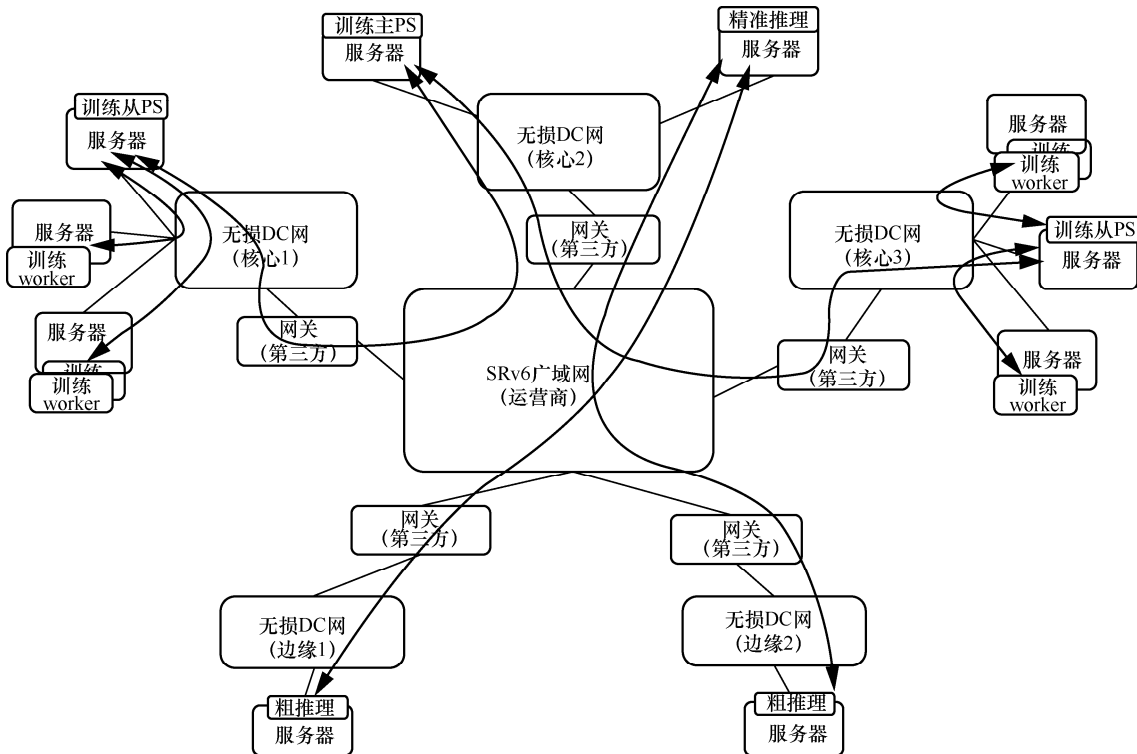 训练主PS
服务器
精准推理
服务器
训练从PS
服务器
无损DC网
(核心2)
服务器
训练
训练
worker
服务器
训练
worker
无损DC网
(核心1)
网关
(第三方)
无损DC网
(核心3)
训练从PS
服务器
服务器
训练
训练
worker
网关
(第三方)
SRv6广域网
(运营商)
网关
(第三方)
服务器
训练
worker
网关
(第三方)
网关
(第三方)
无损DC网
(边缘1)
无损DC网
(边缘2)
粗推理
服务器
粗推理
服务器